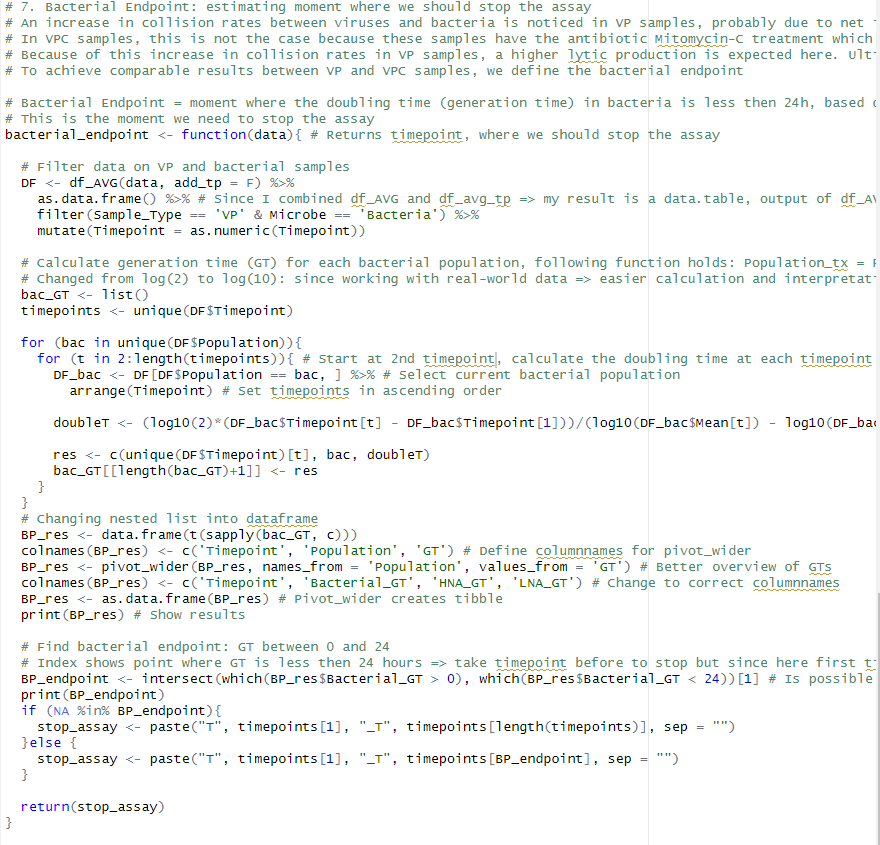 # 7. Bacterial Endpoint: estimating moment where we should stop the assay
# An increase in collision rates between viruses and bacteria is noticed in VP samples, probably due to net
# In VPC samples, this is not the case because these samples have the antibiotic Mitomycin-C treatment which
# Because of this increase in collision rates in VP samples, a higher lytic production is expected here.
# To achieve comparable results between VP and VPC samples, we define the bacterial endpoint

# Bacterial Endpoint = moment where the doubling time (generation time) in bacteria is less then 24h, based
# This is the moment we need to stop the assay
bacterial_endpoint <- function(data){ # Returns timepoint, where we should stop the assay

  # Filter data on VP and bacterial samples
  DF <- df_AVG(data, add_tp = F) %>%
    as.data.frame() %>% # Since I combined df_AVG and df_avg_tp => my result is a data.table, output of
    filter(Sample_Type == 'VP' & Microbe == 'Bacteria') %>%
    mutate(Timepoint = as.numeric(Timepoint))

  # Calculate generation time (GT) for each bacterial population, following function holds: Population_tx =
  # Changed from log(2) to log(10): since working with real-world data => easier calculation and
  bac_GT <- list()
  timepoints <- unique(DF$Timepoint)

  for (bac in unique(DF$Population)){
    for (t in 2:length(timepoints)){ # Start at 2nd timepoint, calculate the doubling time at each timepoint
      DF_bac <- DF[DF$Population == bac, ] %>% # Select current bacterial population
        arrange(Timepoint) # Set timepoints in ascending order

      doubleT <- (log10(2)*(DF_bac$Timepoint[t] - DF_bac$Timepoint[1]))/(log10(DF_bac$Mean[t]) - log10(DF_bac

      res <- c(unique(DF$Timepoint)[t], bac, doubleT)
      bac_GT[[length(bac_GT)+1]] <- res
    }
  }
  # Changing nested list into dataframe
  BP_res <- data.frame(t(sapply(bac_GT, c)))
  colnames(BP_res) <- c('Timepoint', 'Population', 'GT') # Define columnnames for pivot_wider
  BP_res <- pivot_wider(BP_res, names_from = 'Population', values_from = 'GT') # Better overview of GTs
  colnames(BP_res) <- c('Timepoint', 'Bacterial_GT', 'HNA_GT', 'LNA_GT') # Change to correct columnnames
  BP_res <- as.data.frame(BP_res) # Pivot_wider creates tibble
  print(BP_res) # Show results

  # Find bacterial endpoint: GT between 0 and 24
  # Index shows point where GT is less then 24 hours => take timepoint before to stop but since here first
  BP_endpoint <- intersect(which(BP_res$Bacterial_GT > 0), which(BP_res$Bacterial_GT < 24))[1] # Is possible
  print(BP_endpoint)
  if (NA %in% BP_endpoint){
    stop_assay <- paste("T", timepoints[1], "_T", timepoints[length(timepoints)], sep = "")
  }else {
    stop_assay <- paste("T", timepoints[1], "_T", timepoints[BP_endpoint], sep = "")
  }

  return(stop_assay)
}